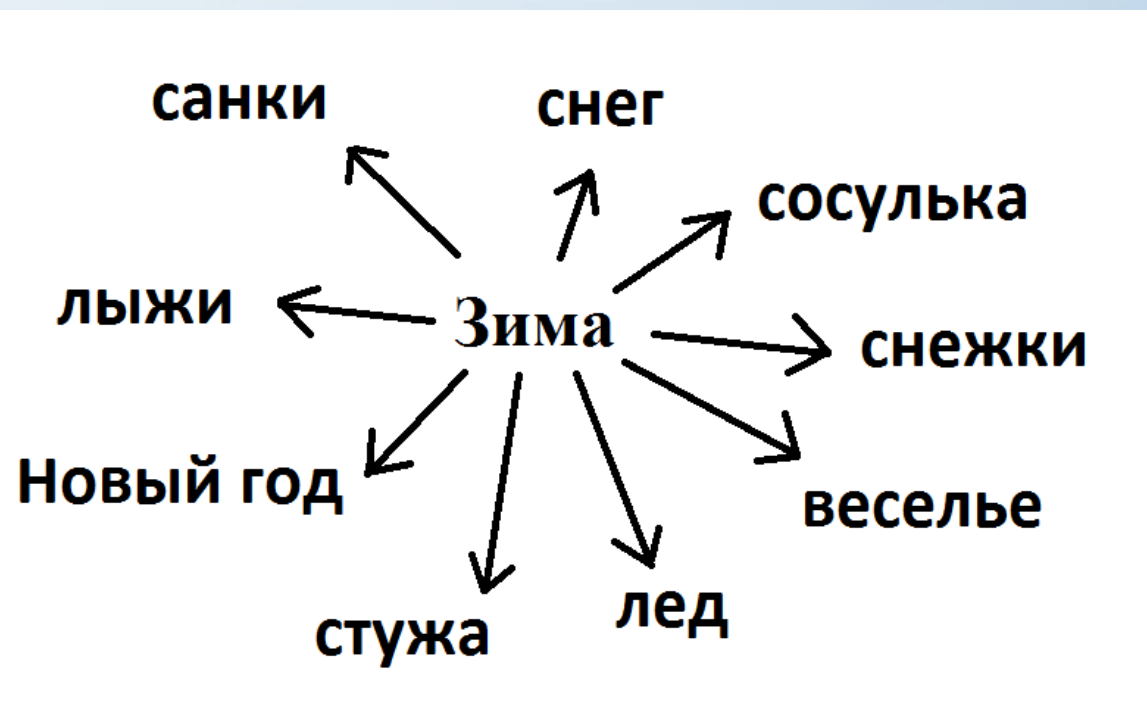 санки
снег
сосулька
лыжи
Зима
снежки
Новый год
веселье
стужа
лед